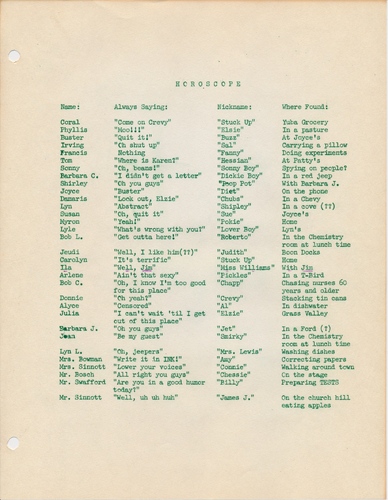 HOROSCOPE
Name: Always Saying: Nickname: Where Found:
Coral "Come on Crevy" "Stuck Up" Yuba Grocery
Phyllis "Moo!!!" "Elsie" In a pasture
Buster "Quit it!" "Buzz" At Joyce's
Irving "Oh shut up" "Sal" Carrying a pillow
Francis Nothing "Fanny" Doing experiments
Tom "Where is Karen?" "Hessian" At Patty's
Sonny "Oh, beans!" "Sonny Boy" Spying on people?
Barbara C. "I didn't get a letter" "Dickie Boy" In a red jeep
Shirley "Oh you guys" "Poop Pot" With Barbara J.
Joyce "Buster" "Diet" On the phone
Damaris "Look out, Elzie" "Chubs" In a Chevy
Lyn "Abstract" "Shipley" In a cove (??)
Susan "Oh, quit it" "Sue" Joyce's
Myron "Yeah!" "Pokie" Home
Lyle "What's wrong with you?" "Lover Boy" Lyn's
Bob L. "Get outta here!" "Roberto" In the Chemistry
room at lunch time
Jeudi "Well, I like him(??)" "Judith" Boon Docks
Carolyn "It's terrific" "Stuck Up" Home
Ila "Well, Jim" "Miss Williams" With Jim
Arlene "Ain't that sexy" "Pickles" In a T-Bird
Bob C. "Oh, I know I'm too good "Chapp" Chasing nurses 60
for this place" years and older
Donnie "Oh yeah?" "Crevy" Stacking tin cans
Alyce "Censored" "Al" In dishwater
Julia "I can't wait 'til I get "Elzie" Grass Valley
out of this place"
Barbara J. "Oh you guys" "Jet" In a Ford (?)
Jean "Be my guest" "Smirky" In the Chemistry
room at lunch time
Lyn L. "Oh, jeepers" "Mrs. Lewis" Washing dishes
Mrs. Bowman "Write it in INK!" "Amy" Correcting papers
Mrs. Sinnott "Lower your voices" "Connie" Walking around town
Mr. Bosch "All right you guys" "Chessie" On the stage
Mr. Swafford "Are you in a good humor "Billy" Preparing TESTS
today?"
Mr. Sinnott "Well, uh uh huh" "James J." On the church hill
eating apples